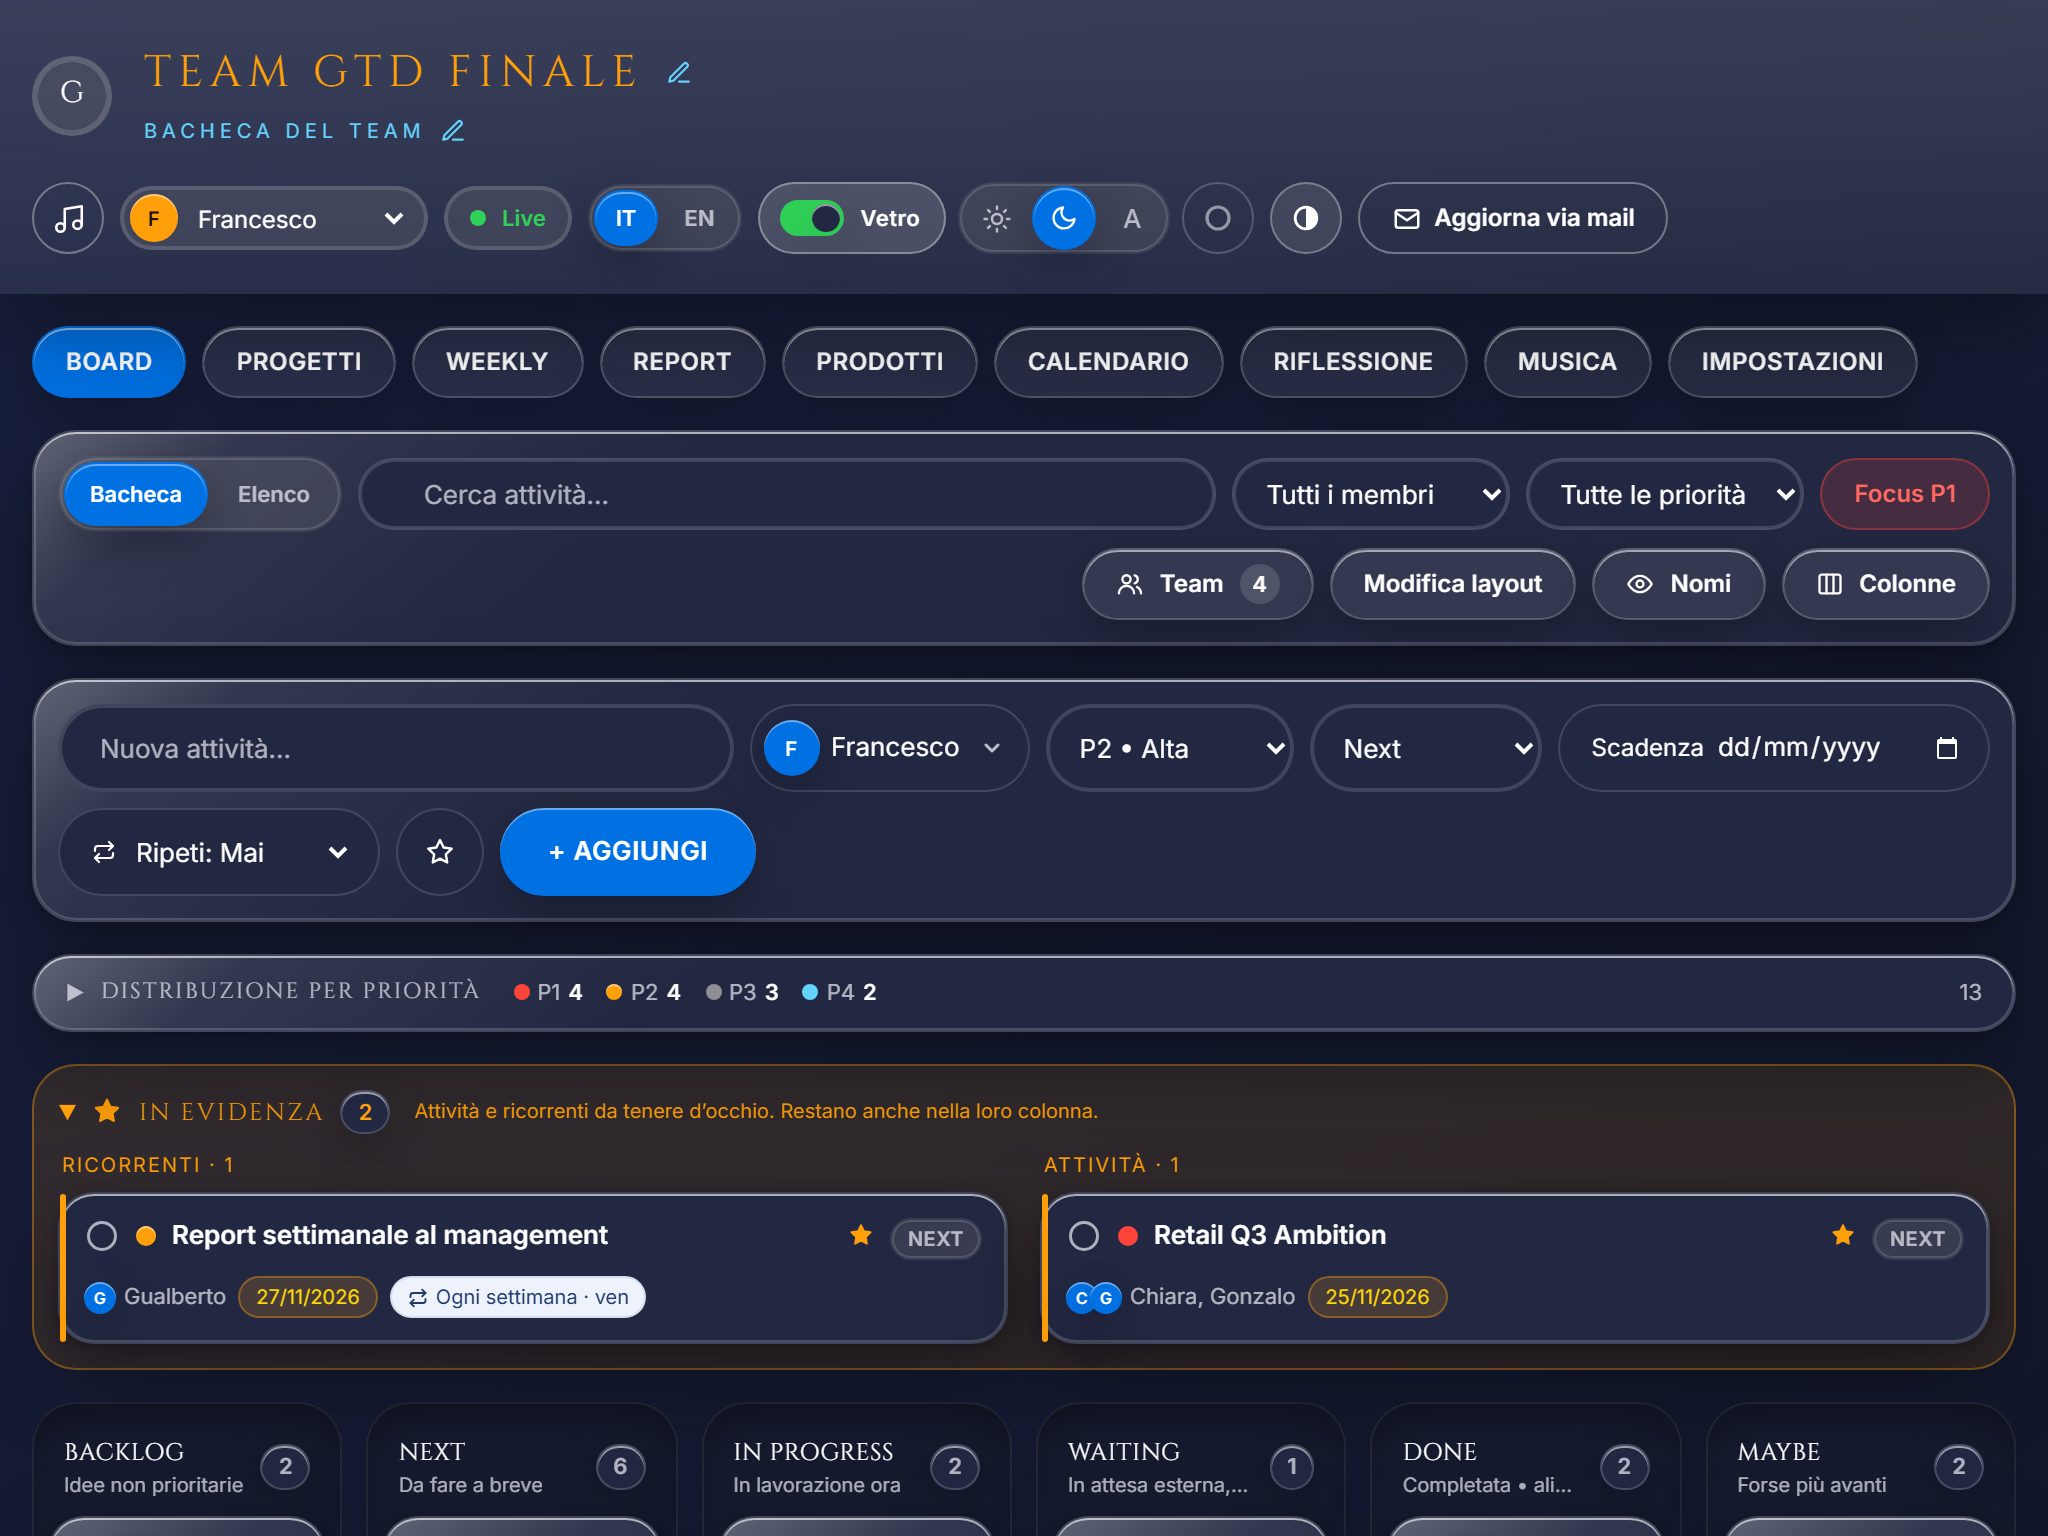 G
TEAM GTD FINALE
BACHECA DEL TEAM
F Francesco Live IT EN Vetro A Aggiorna via mail
BOARD PROGETTI WEEKLY REPORT PRODOTTI CALENDARIO RIFLESSIONE MUSICA IMPOSTAZIONI
Bacheca Elenco Cerca attività... Tutti i membri Tutte le priorità Focus P1
Team 4 Modifica layout Nomi Colonne
Nuova attività... F Francesco P2 • Alta Next Scadenza dd/mm/yyyy
Ripeti: Mai + AGGIUNGI
DISTRIBUZIONE PER PRIORITÀ P1 4 P2 4 P3 3 P4 2 13
IN EVIDENZA 2 Attività e ricorrenti da tenere d’occhio. Restano anche nella loro colonna.
RICORRENTI · 1 ATTIVITÀ · 1
Report settimanale al management NEXT
G Gualberto 27/11/2026 Ogni settimana · ven
Retail Q3 Ambition NEXT
C G Chiara, Gonzalo 25/11/2026
BACKLOG 2
Idee non prioritarie
NEXT 6
Da fare a breve
IN PROGRESS 2
In lavorazione ora
WAITING 1
In attesa esterna,...
DONE 2
Completata • ali...
MAYBE 2
Forse più avanti